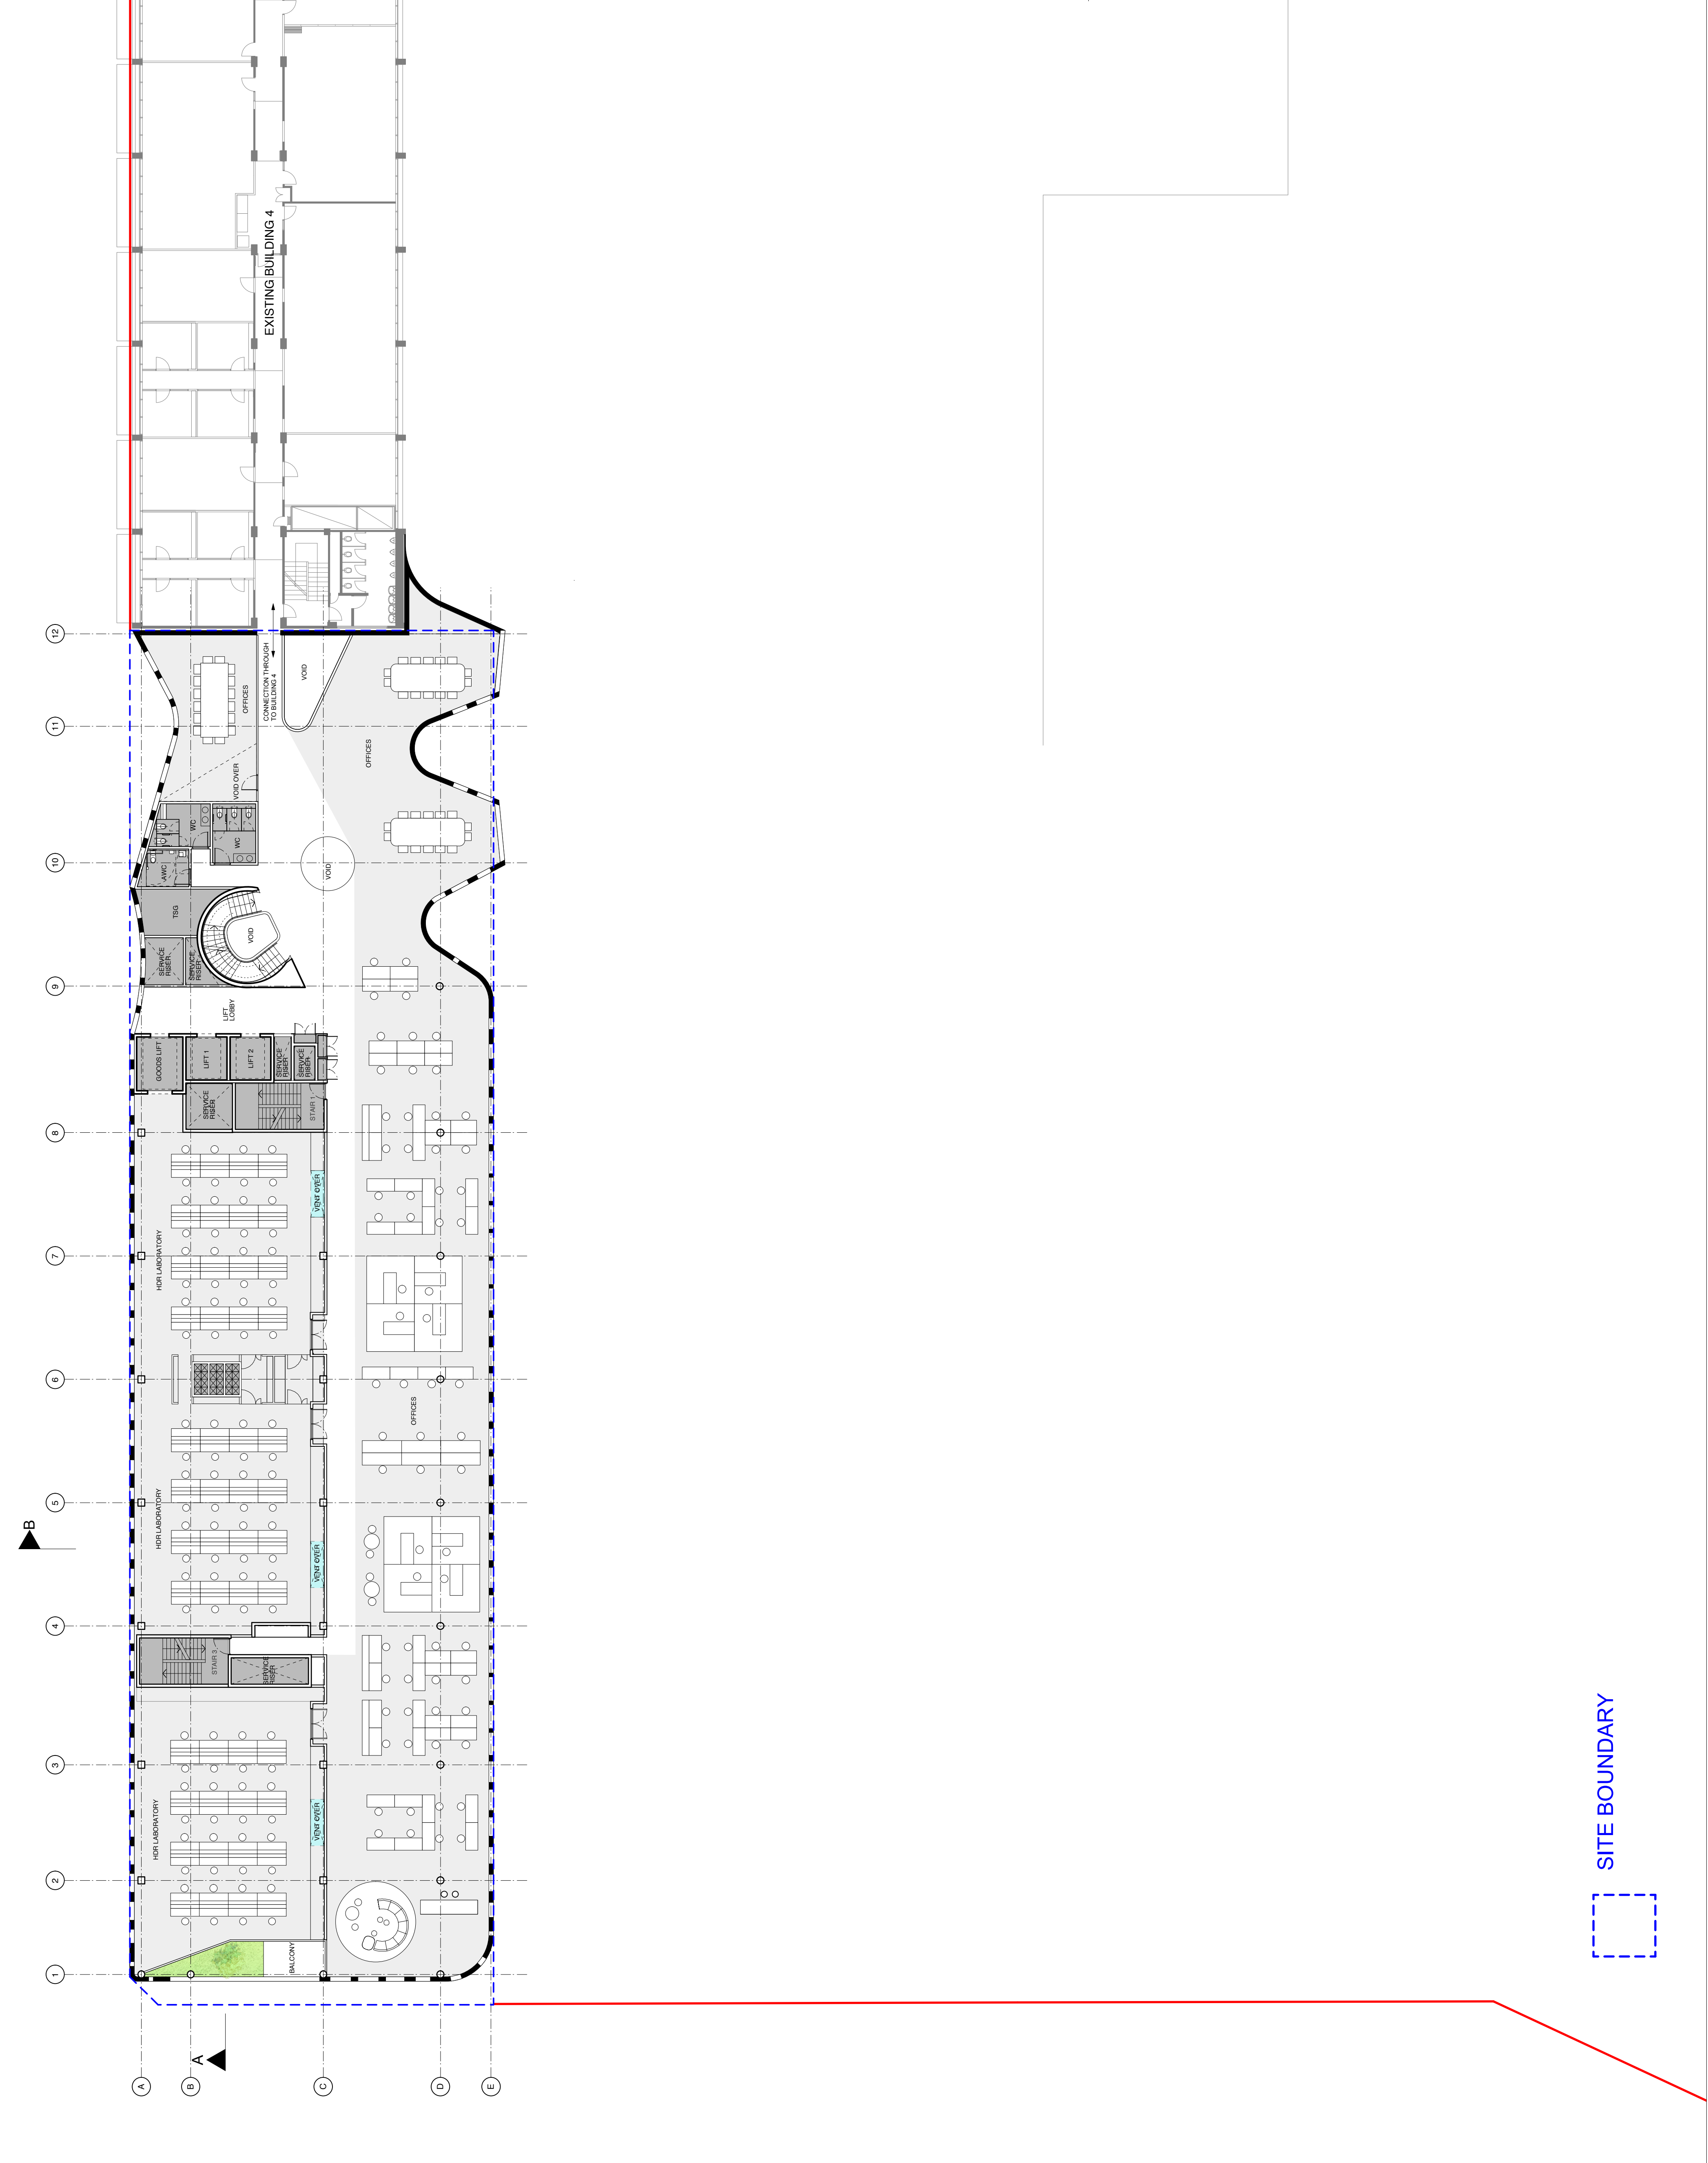 EXISTING BUILDING 4
12
11
10
9
8
7
6
5
4
3
2
1
A
B
C
D
E
B
A
OFFICES
CONNECTION THROUGH
TO BUILDING 4
VOID
OFFICES
VOID OVER
WC
WC
AWC
VOID
TSG
VOID
SERVICE
RISER
SERVICE
RISER
LIFT
LOBBY
GOODS LIFT
LIFT 1
LIFT 2
SERVICE
RISER
SERVICE
RISER
SERVICE
RISER
STAIR 1
VENT OVER
HDR LABORATORY
OFFICES
HDR LABORATORY
VENT OVER
STAIR 3
SERVICE
RISER
HDR LABORATORY
VENT OVER
BALCONY
SITE BOUNDARY